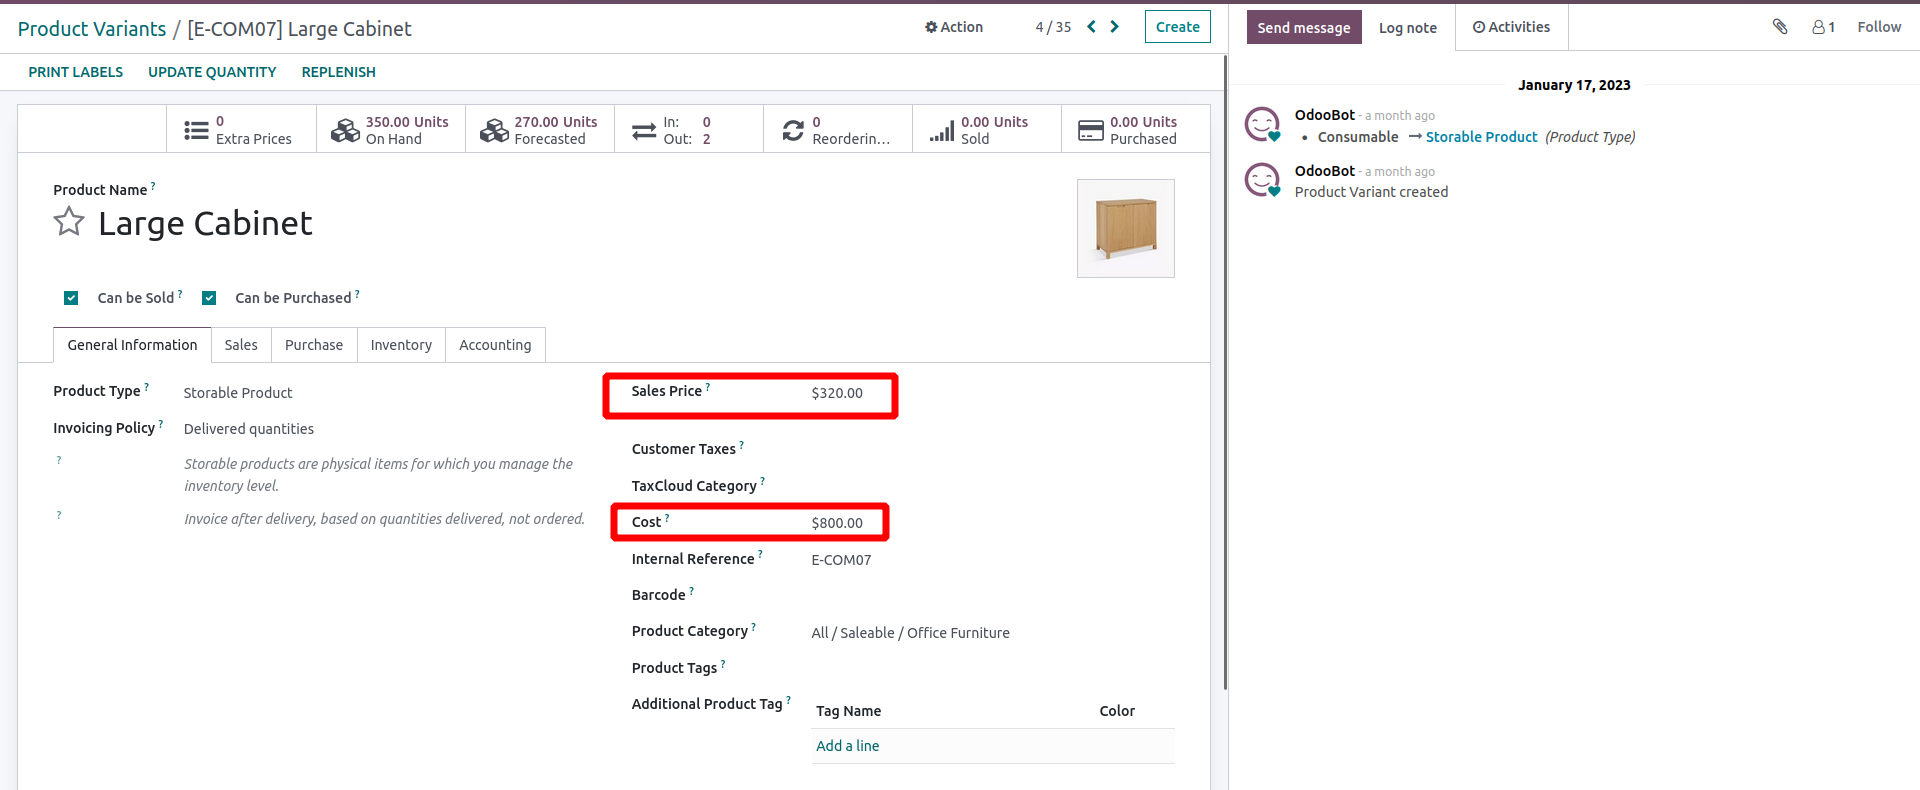 Product Variants / [E-COM07] Large Cabinet
Action
4 / 35
Create
PRINT LABELS UPDATE QUANTITY REPLENISH
0
Extra Prices
350.00 Units
On Hand
270.00 Units
Forecasted
In: 0
Out: 2
0
Reorderin...
0.00 Units
Sold
0.00 Units
Purchased
Product Name ?
Large Cabinet
Can be Sold ? Can be Purchased ?
General Information Sales Purchase Inventory Accounting
Product Type ? Storable Product
Invoicing Policy ? Delivered quantities
? Storable products are physical items for which you manage the
inventory level.
? Invoice after delivery, based on quantities delivered, not ordered.
Sales Price ? $320.00
Customer Taxes ?
TaxCloud Category ?
Cost ? $800.00
Internal Reference ? E-COM07
Barcode ?
Product Category ? All / Saleable / Office Furniture
Product Tags ?
Additional Product Tag ?
Tag Name Color
Add a line
Send message Log note Activities
1 Follow
January 17, 2023
OdooBot - a month ago
• Consumable → Storable Product (Product Type)
OdooBot - a month ago
Product Variant created